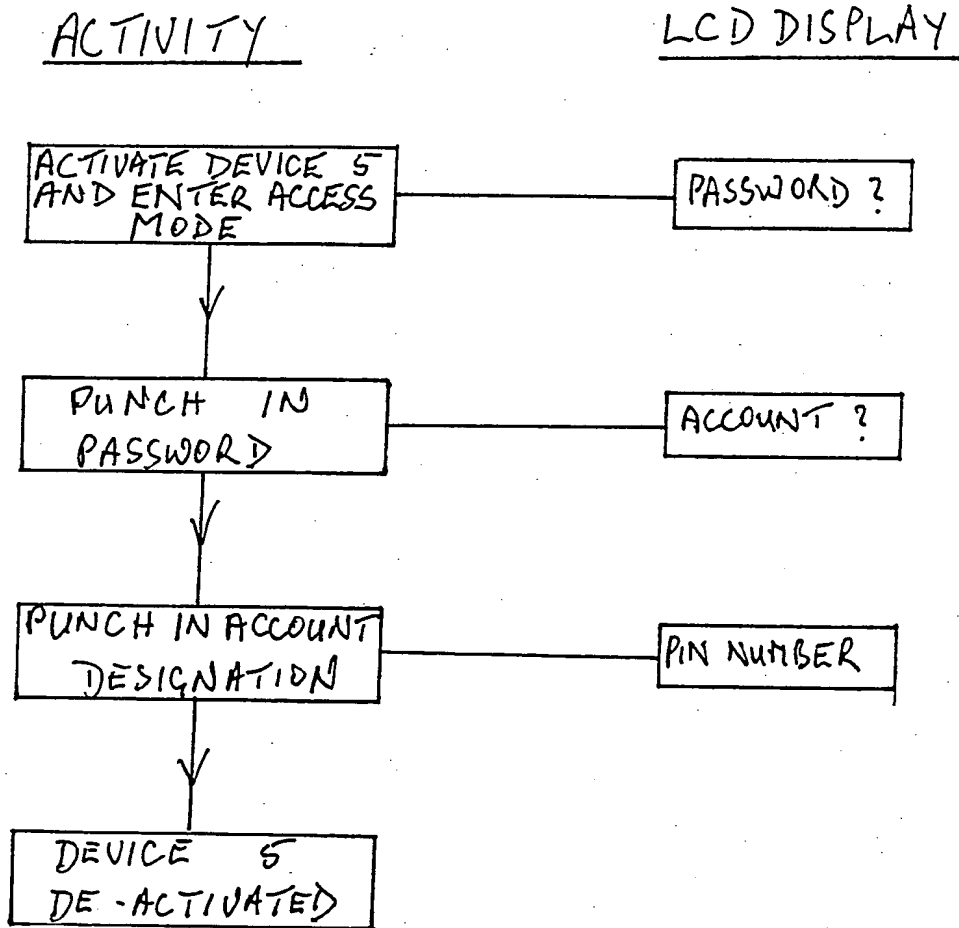 ACTIVITY
LCD DISPLAY
ACTIVATE DEVICE 5
AND ENTER ACCESS
MODE
PASSWORD ?
PUNCH IN
PASSWORD
ACCOUNT ?
PUNCH IN ACCOUNT
DESIGNATION
PIN NUMBER
DEVICE 5
DE-ACTIVATED